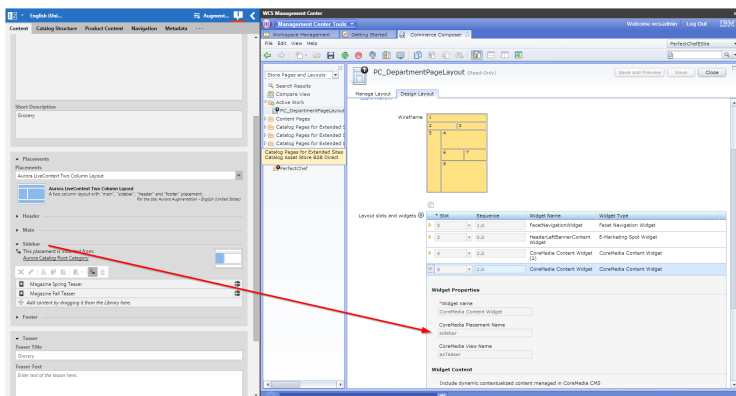 English (Uni...
Augment...
Content Catalog Structure Product Content Navigation Metadata ...
Short Description
Grocery
Placements
Placements
Aurora LiveContext Two Column Layout
Aurora LiveContext Two Column Layout
A two column layout with "main", "sidebar", "header" and "footer" placement.
For the site: Aurora Augmentation - English (United States)
Header
Main
Sidebar
This placement is inherited from:
Aurora Catalog Root Category
Magazine Spring Teaser
Magazine Fall Teaser
Add content by dragging it from the Library here.
Footer
Teaser
Teaser Title
Grocery
Teaser Text
Enter text of the teaser here.
WCS Management Center
Management Center Tools
Welcome wcsadmin Log Out IBM
Workspace Management Getting Started Commerce Composer
File Edit View Help
PerfectChefESite
Store Pages and Layouts
Search Results
Compare View
Active Work
PC_DepartmentPageLayout
Content Pages
Catalog Pages for Extended S
Catalog Pages for Extended S
Catalog Pages for Extended S
Catalog Pages for Extended Sites
Catalog Asset Store B2B Direct
PerfectChef
PC_DepartmentPageLayout (Read-Only)
Save and Preview Save Close
Manage Layout Design Layout
Wireframe
1
2 3
5 4
6 7
8
Layout slots and widgets
* Slot Sequence Widget Name Widget Type
5 1.0 FacetNavigationWidget Facet Navigation Widget
2 0.0 HeaderLeftBannerContent Widget E-Marketing Spot Widget
4 2.0 CoreMedia Content Widget (2) CoreMedia Content Widget
5 2.0 CoreMedia Content Widget CoreMedia Content Widget
Widget Properties
*Widget name
CoreMedia Content Widget
CoreMedia Placement Name
sidebar
CoreMedia View Name
asTeaser
Widget Content
Include dynamic contextualized content managed in CoreMedia CMS